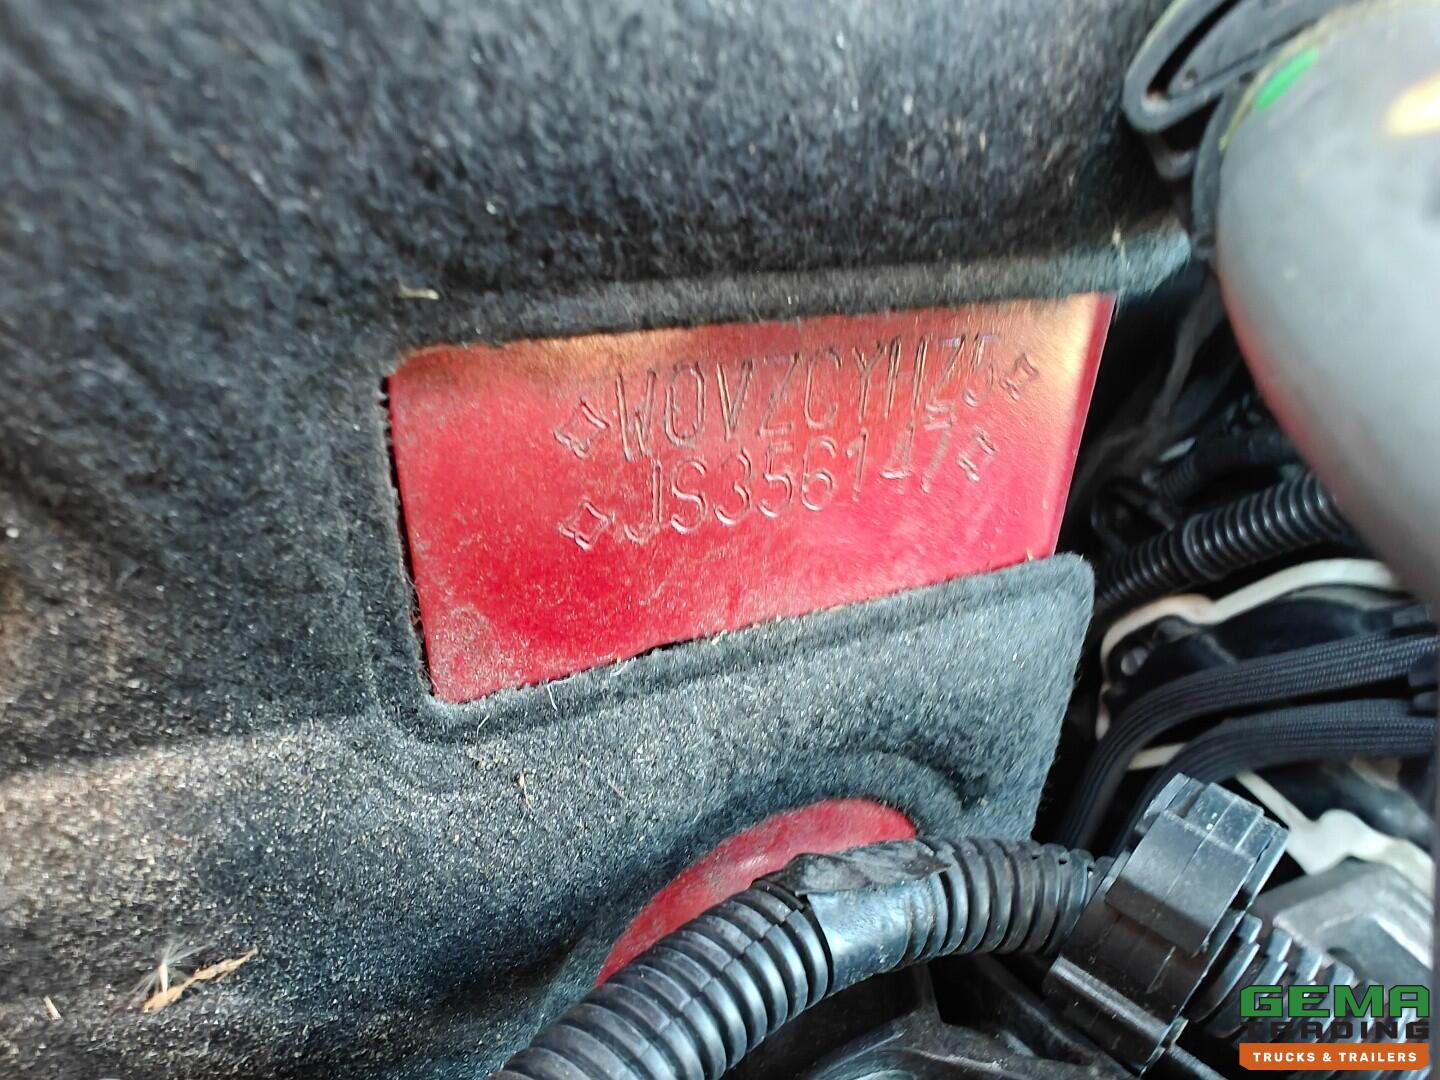 W0VZCYHZ5
JS356147
GEMA
TRADING
TRUCKS & TRAILERS